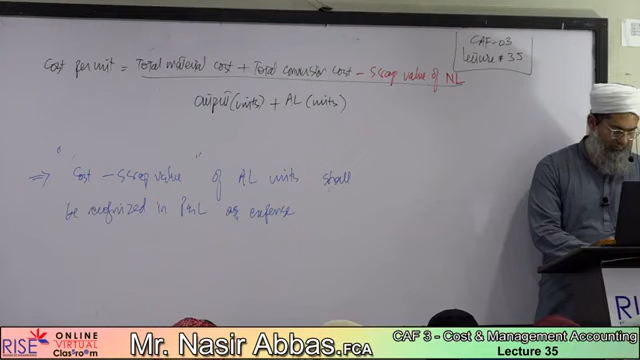 CAF-03
Lecture # 35
Cost per unit = Total material cost + Total conversion cost - Scrap value of NL
Output (units) + AL (units)
⇒ "Cost - Scrap value" of AL units shall
be recognized in P&L as expense
RISE
RISE
ONLINE
VIRTUAL
Classroom
Mr. Nasir Abbas.FCA
CAF 3 - Cost & Management Accounting
Lecture 35